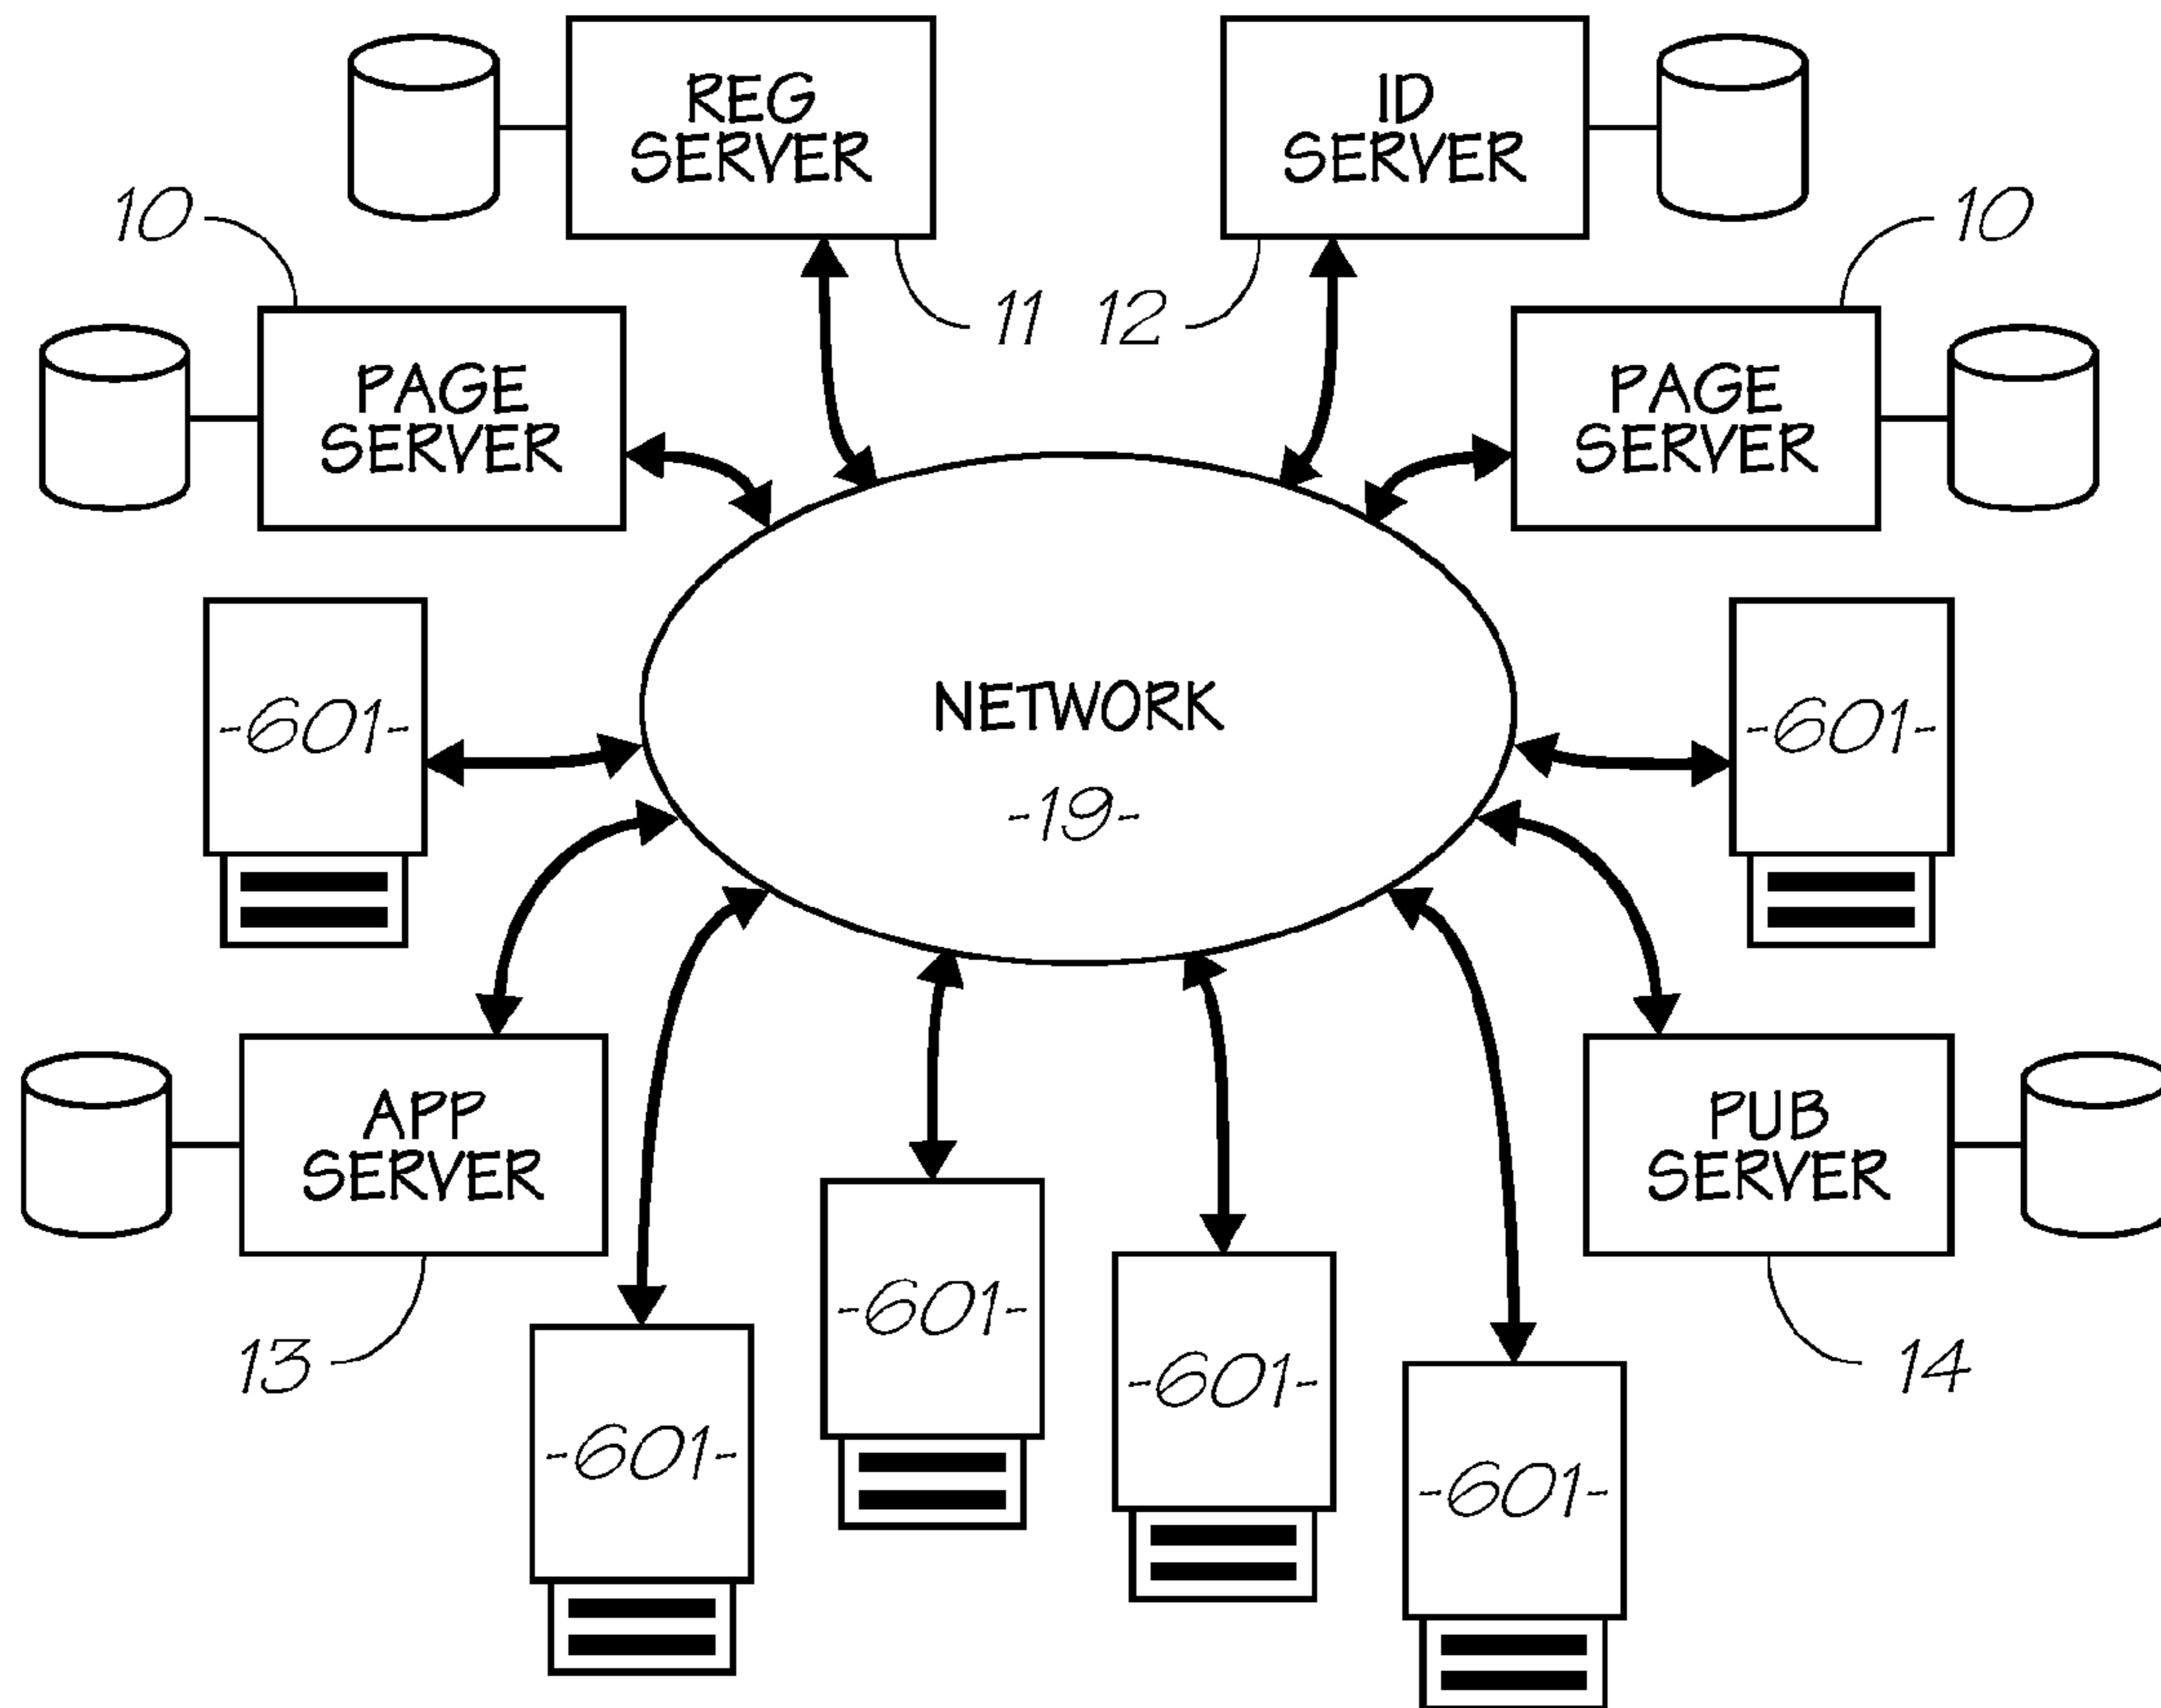 REG
SERVER
ID
SERVER
10
10
11
12
PAGE
SERVER
PAGE
SERVER
-601-
NETWORK
-19-
-601-
APP
SERVER
PUB
SERVER
13
-601-
-601-
-601-
-601-
14